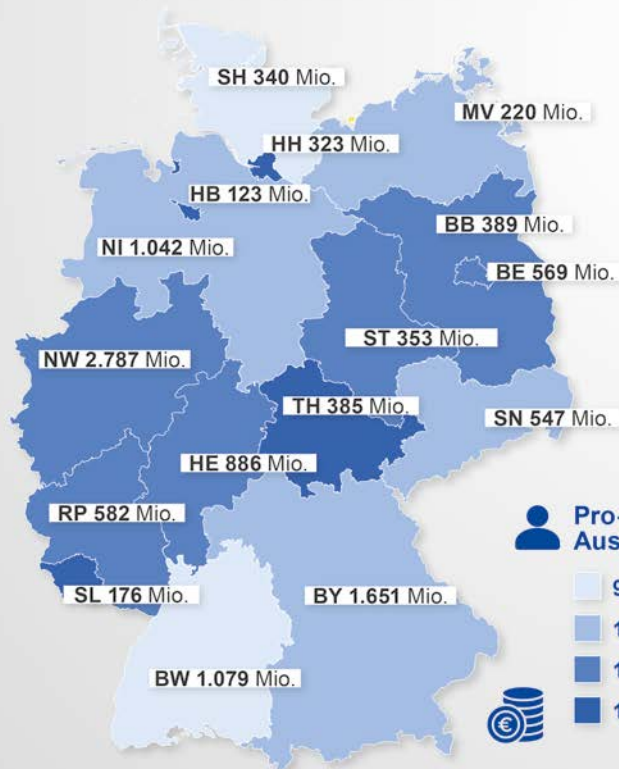 SH 340 Mio.
MV 220 Mio.
HH 323 Mio.
HB 123 Mio.
BB 389 Mio.
NI 1.042 Mio.
BE 569 Mio.
ST 353 Mio.
NW 2.787 Mio.
TH 385 Mio.
SN 547 Mio.
HE 886 Mio.
RP 582 Mio.
SL 176 Mio.
BY 1.651 Mio.
BW 1.079 Mio.
€